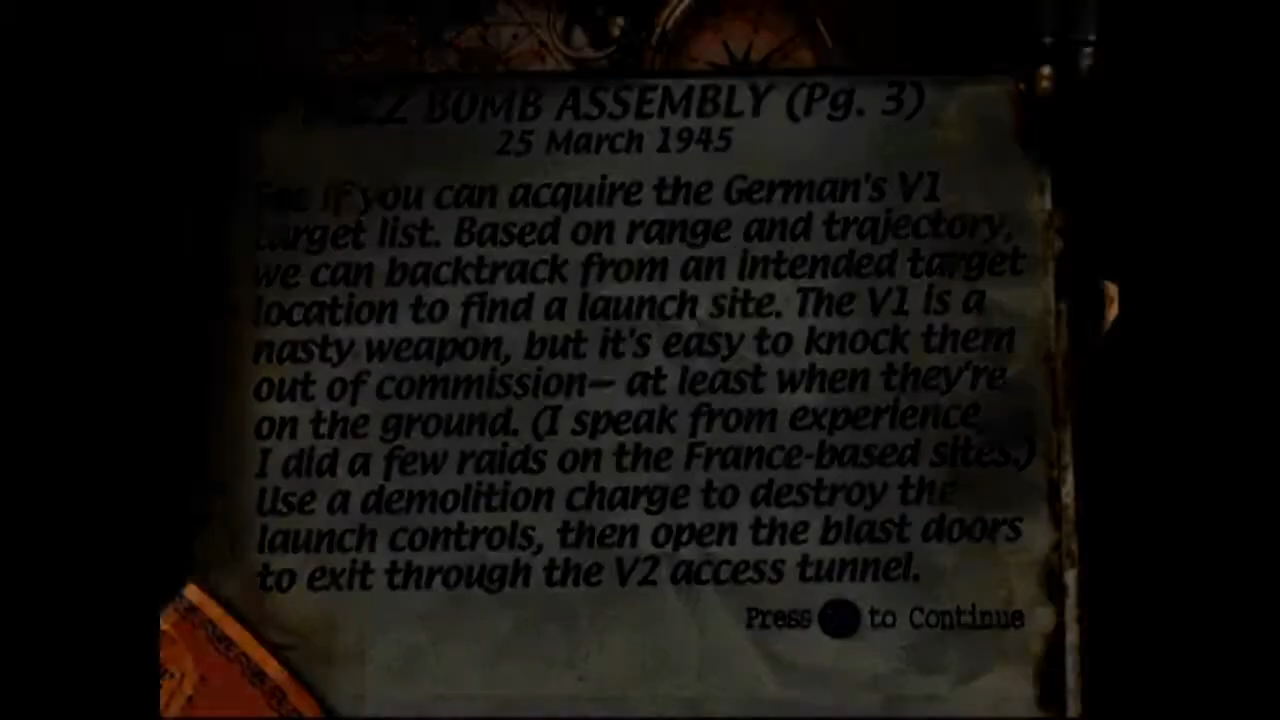 BUZZ BOMB ASSEMBLY (Pg. 3)
25 March 1945
See if you can acquire the German's V1
target list. Based on range and trajectory,
we can backtrack from an intended target
location to find a launch site. The V1 is a
nasty weapon, but it's easy to knock them
out of commission— at least when they're
on the ground. (I speak from experience,
I did a few raids on the France-based sites.)
Use a demolition charge to destroy the
launch controls, then open the blast doors
to exit through the V2 access tunnel.
Press to Continue